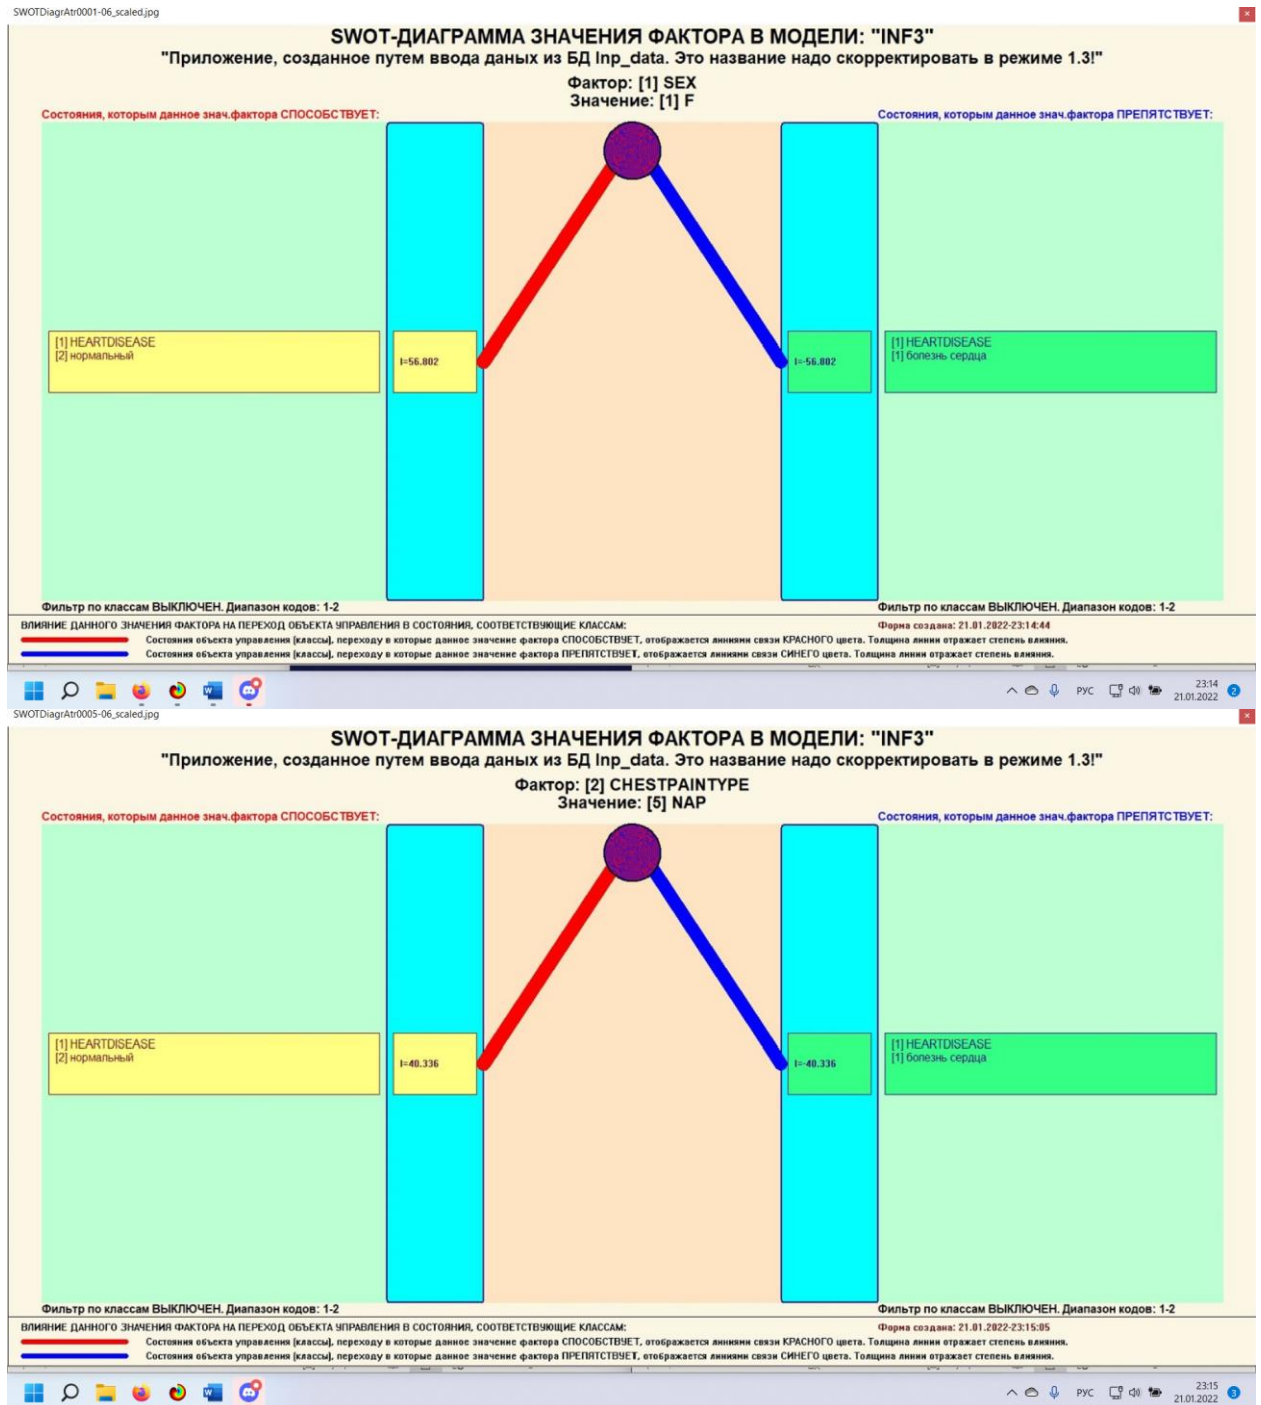 SWOTDiagrAtr0001-06_scaled.jpg
SWOT-ДИАГРАММА ЗНАЧЕНИЯ ФАКТОРА В МОДЕЛИ: "INF3"
"Приложение, созданное путем ввода даных из БД Inp_data. Это название надо скорректировать в режиме 1.3!"
Фактор: [1] SEX
Значение: [1] F
Состояния, которым данное знач.фактора СПОСОБСТВУЕТ:
Состояния, которым данное знач.фактора ПРЕПЯТСТВУЕТ:
[1] HEARTDISEASE
[2] нормальный
I=56.802
I=-56.802
[1] HEARTDISEASE
[1] болезнь сердца
Фильтр по классам ВЫКЛЮЧЕН. Диапазон кодов: 1-2
Фильтр по классам ВЫКЛЮЧЕН. Диапазон кодов: 1-2
ВЛИЯНИЕ ДАННОГО ЗНАЧЕНИЯ ФАКТОРА НА ПЕРЕХОД ОБЪЕКТА УПРАВЛЕНИЯ В СОСТОЯНИЯ, СООТВЕТСТВУЮЩИЕ КЛАССАМ:
Форма создана: 21.01.2022-23:14:44
Состояния объекта управления [классы], переходу в которые данное значение фактора СПОСОБСТВУЕТ, отображается линиями связи КРАСНОГО цвета. Толщина линии отражает степень влияния.
Состояния объекта управления [классы], переходу в которые данное значение фактора ПРЕПЯТСТВУЕТ, отображается линиями связи СИНЕГО цвета. Толщина линии отражает степень влияния.
РУС
23:14
21.01.2022
2
SWOTDiagrAtr0005-06_scaled.jpg
SWOT-ДИАГРАММА ЗНАЧЕНИЯ ФАКТОРА В МОДЕЛИ: "INF3"
"Приложение, созданное путем ввода даных из БД Inp_data. Это название надо скорректировать в режиме 1.3!"
Фактор: [2] CHESTPAINTYPE
Значение: [5] NAP
Состояния, которым данное знач.фактора СПОСОБСТВУЕТ:
Состояния, которым данное знач.фактора ПРЕПЯТСТВУЕТ:
[1] HEARTDISEASE
[2] нормальный
I=40.336
I=-40.336
[1] HEARTDISEASE
[1] болезнь сердца
Фильтр по классам ВЫКЛЮЧЕН. Диапазон кодов: 1-2
Фильтр по классам ВЫКЛЮЧЕН. Диапазон кодов: 1-2
ВЛИЯНИЕ ДАННОГО ЗНАЧЕНИЯ ФАКТОРА НА ПЕРЕХОД ОБЪЕКТА УПРАВЛЕНИЯ В СОСТОЯНИЯ, СООТВЕТСТВУЮЩИЕ КЛАССАМ:
Форма создана: 21.01.2022-23:15:05
Состояния объекта управления [классы], переходу в которые данное значение фактора СПОСОБСТВУЕТ, отображается линиями связи КРАСНОГО цвета. Толщина линии отражает степень влияния.
Состояния объекта управления [классы], переходу в которые данное значение фактора ПРЕПЯТСТВУЕТ, отображается линиями связи СИНЕГО цвета. Толщина линии отражает степень влияния.
РУС
23:15
21.01.2022
3